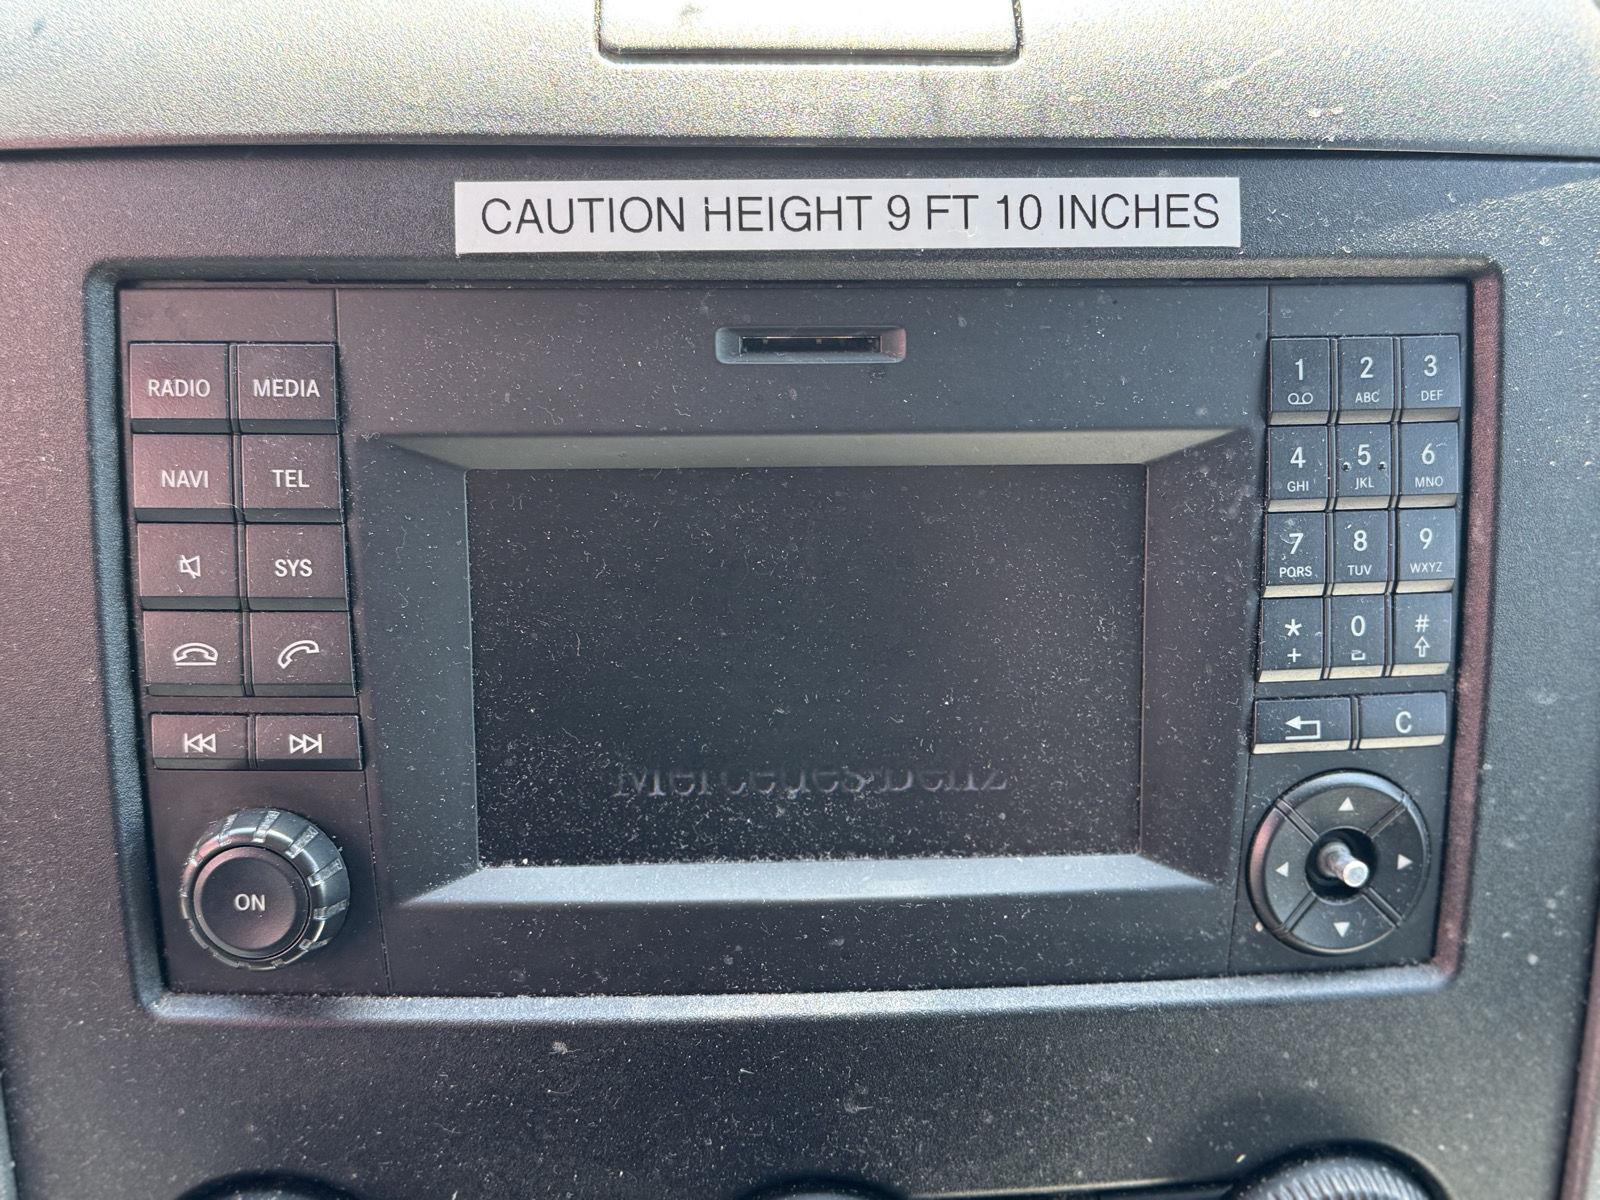 CAUTION HEIGHT 9 FT 10 INCHES
RADIO MEDIA
NAVI TEL
SYS
ON
Mercedes-Benz
1 2 3
ABC DEF
4 5 6
GHI JKL MNO
7 8 9
PQRS TUV WXYZ
* 0 #
+
C